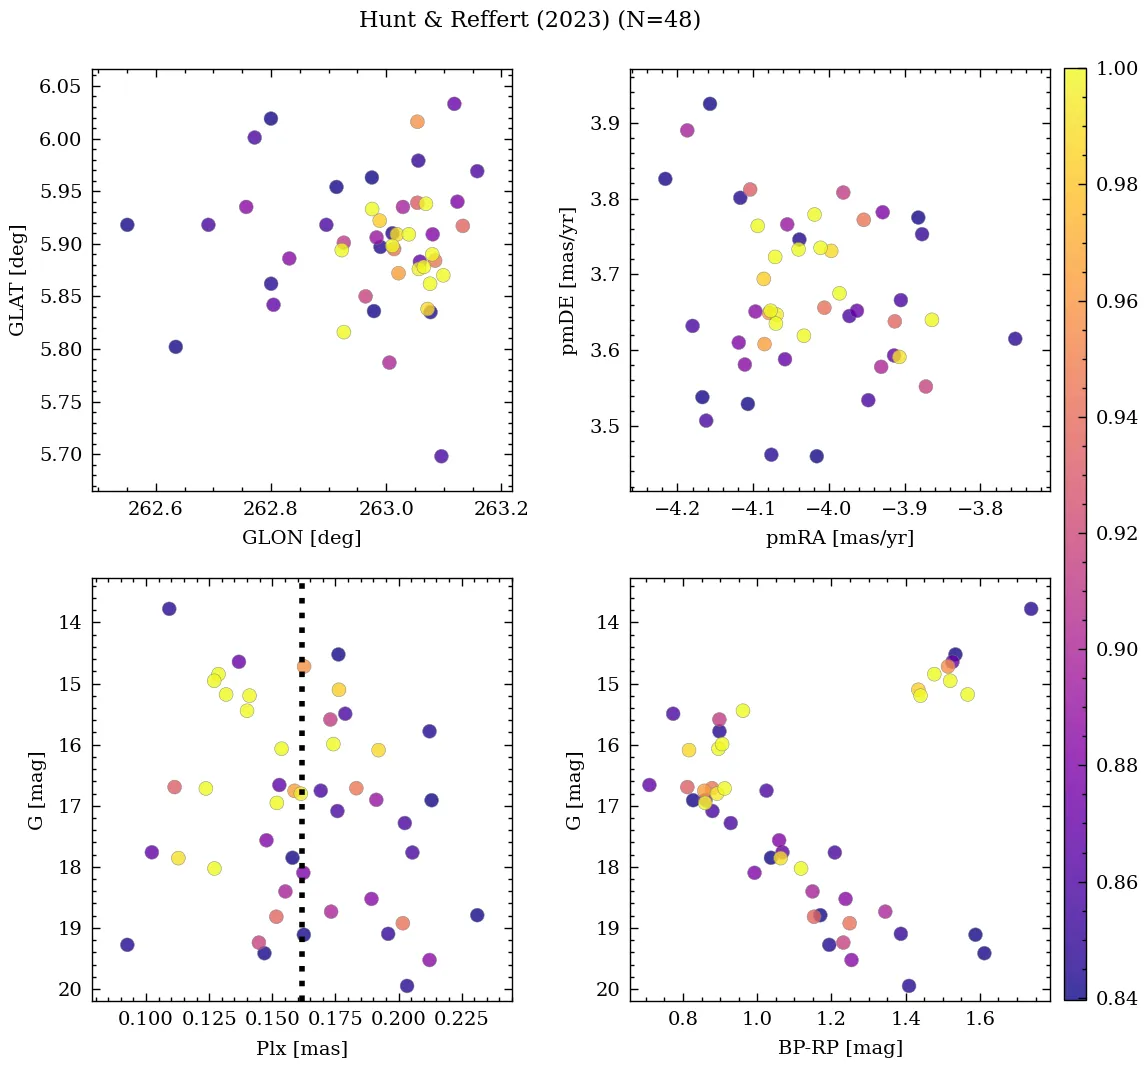 Hunt & Reffert (2023) (N=48)
6.05
6.00
5.95
5.90
5.85
5.80
5.75
5.70
GLAT [deg]
262.6 262.8 263.0 263.2
GLON [deg]
3.9
3.8
3.7
3.6
3.5
pmDE [mas/yr]
−4.2 −4.1 −4.0 −3.9 −3.8
pmRA [mas/yr]
14
15
16
17
18
19
20
G [mag]
0.100 0.125 0.150 0.175 0.200 0.225
Plx [mas]
14
15
16
17
18
19
20
G [mag]
0.8 1.0 1.2 1.4 1.6
BP-RP [mag]
1.00
0.98
0.96
0.94
0.92
0.90
0.88
0.86
0.84